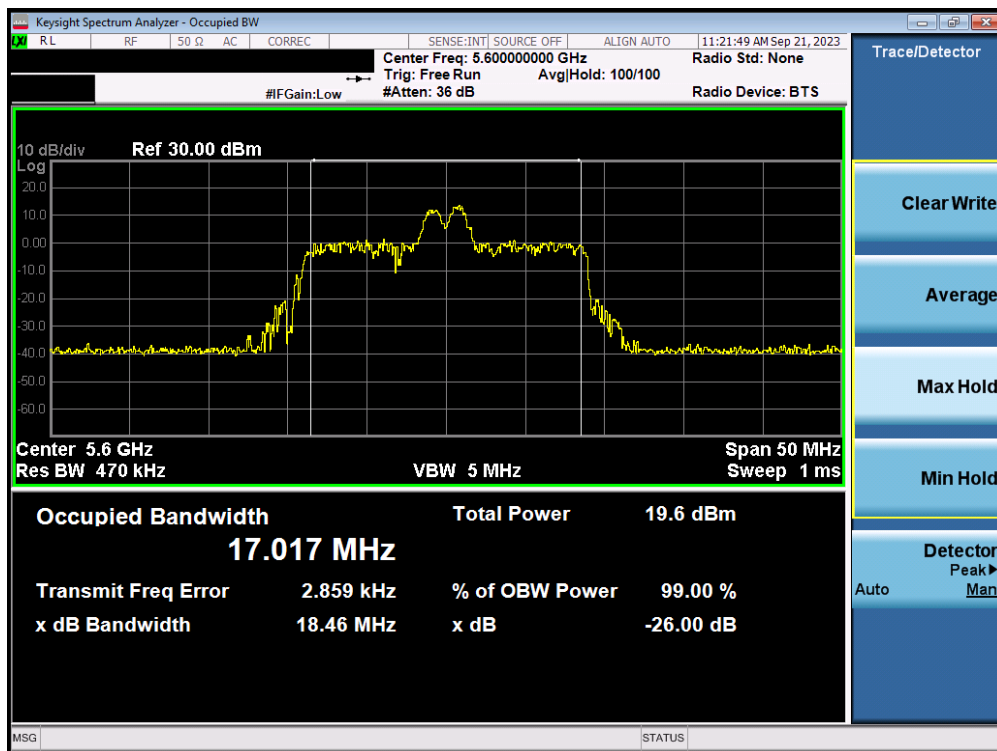 Keysight Spectrum Analyzer - Occupied BW
LXI RL RF 50 Ω AC CORREC SENSE:INT SOURCE OFF ALIGN AUTO 11:21:49 AM Sep 21, 2023
Center Freq: 5.600000000 GHz Radio Std: None
Trig: Free Run Avg|Hold: 100/100
#IFGain:Low #Atten: 36 dB Radio Device: BTS
Trace/Detector
10 dB/div Ref 30.00 dBm
Log
20.0
10.0
0.00
-10.0
-20.0
-30.0
-40.0
-50.0
-60.0
Center 5.6 GHz Span 50 MHz
Res BW 470 kHz VBW 5 MHz Sweep 1 ms
Occupied Bandwidth Total Power 19.6 dBm
17.017 MHz
Transmit Freq Error 2.859 kHz % of OBW Power 99.00 %
x dB Bandwidth 18.46 MHz x dB -26.00 dB
Clear Write
Average
Max Hold
Min Hold
Detector
Peak▶
Auto Man
MSG STATUS